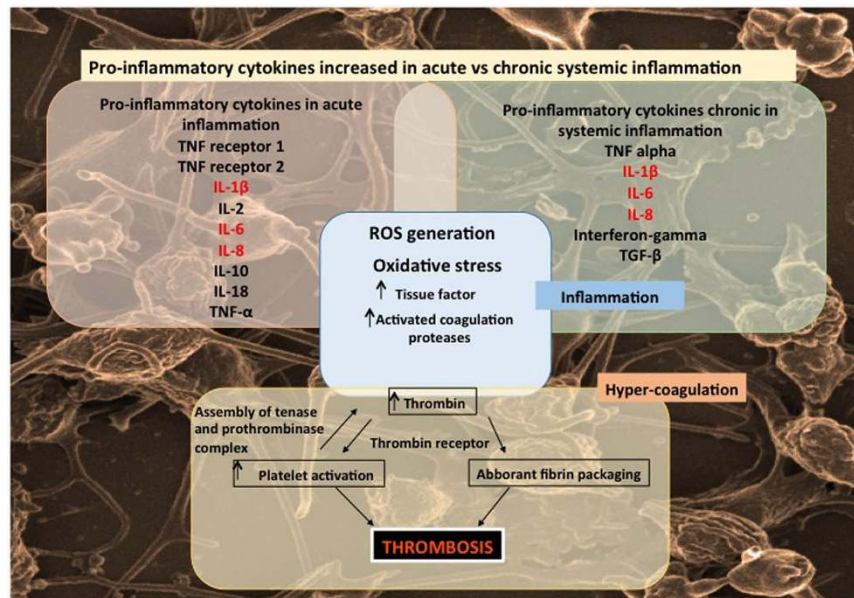 Pro-inflammatory cytokines increased in acute vs chronic systemic inflammation
Pro-inflammatory cytokines in acute
inflammation
TNF receptor 1
TNF receptor 2
IL-1β
IL-2
IL-6
IL-8
IL-10
IL-18
TNF-α
Pro-inflammatory cytokines chronic in
systemic inflammation
TNF alpha
IL-1β
IL-6
IL-8
Interferon-gamma
TGF-β
ROS generation
Oxidative stress
↑ Tissue factor
↑ Activated coagulation
proteases
Inflammation
Hyper-coagulation
↑ Thrombin
Assembly of tenase
and prothrombinase
complex
Thrombin receptor
↑ Platelet activation
Abborant fibrin packaging
THROMBOSIS